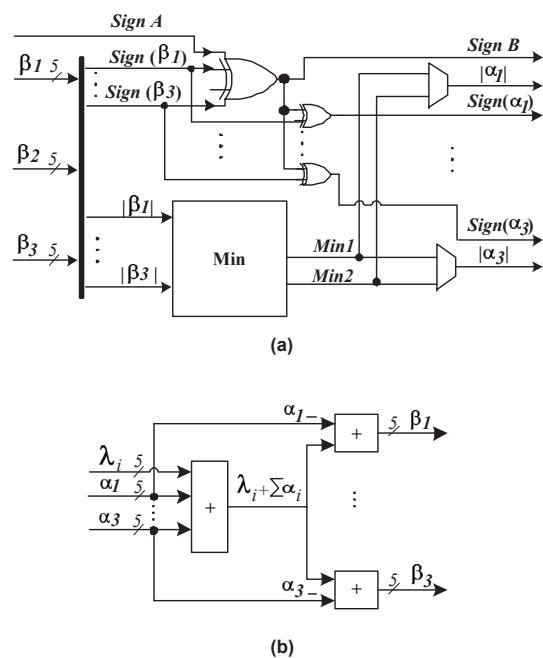 Sign A
Sign B
β1 5
Sign (β1)
|α1|
Sign (β3)
Sign(α1)
β2 5
|β1|
Sign(α3)
β3 5
Min
Min1
|α3|
|β3|
Min2
(a)
α1 –
5 β1
+
λi 5
α1 5
λi+∑αi
+
α3 5
5 β3
α3 –
+
(b)